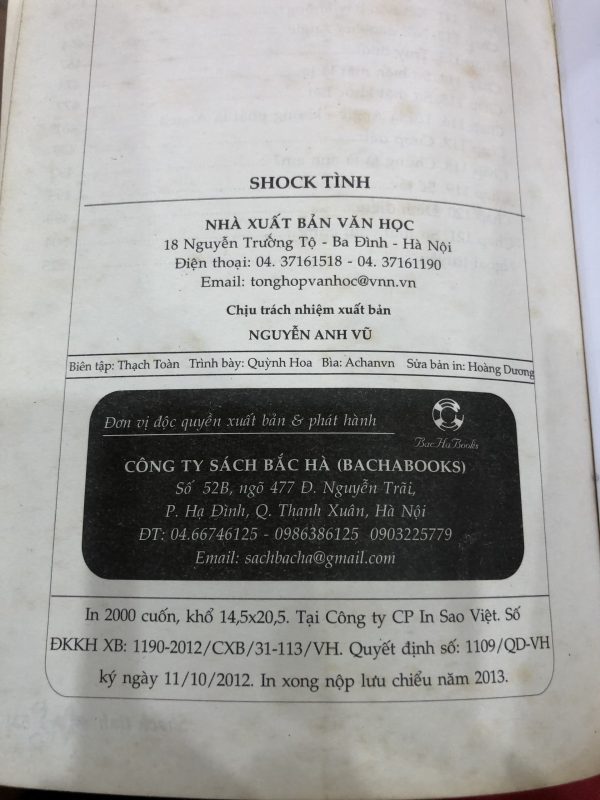 SHOCK TÌNH
NHÀ XUẤT BẢN VĂN HỌC
18 Nguyễn Trường Tộ - Ba Đình - Hà Nội
Điện thoại: 04. 37161518 - 04. 37161190
Email: tonghopvanhoc@vnn.vn
Chịu trách nhiệm xuất bản
NGUYỄN ANH VŨ
Biên tập: Thạch Toàn Trình bày: Quỳnh Hoa Bìa: Achanvn Sửa bản in: Hoàng Dương
Đơn vị độc quyền xuất bản & phát hành
BacHaBooks
CÔNG TY SÁCH BẮC HÀ (BACHABOOKS)
Số 52B, ngõ 477 Đ. Nguyễn Trãi,
P. Hạ Đình, Q. Thanh Xuân, Hà Nội
ĐT: 04.66746125 - 0986386125 0903225779
Email: sachbacha@gmail.com
In 2000 cuốn, khổ 14,5x20,5. Tại Công ty CP In Sao Việt. Số
ĐKKH XB: 1190-2012/CXB/31-113/VH. Quyết định số: 1109/QD-VH
ký ngày 11/10/2012. In xong nộp lưu chiểu năm 2013.